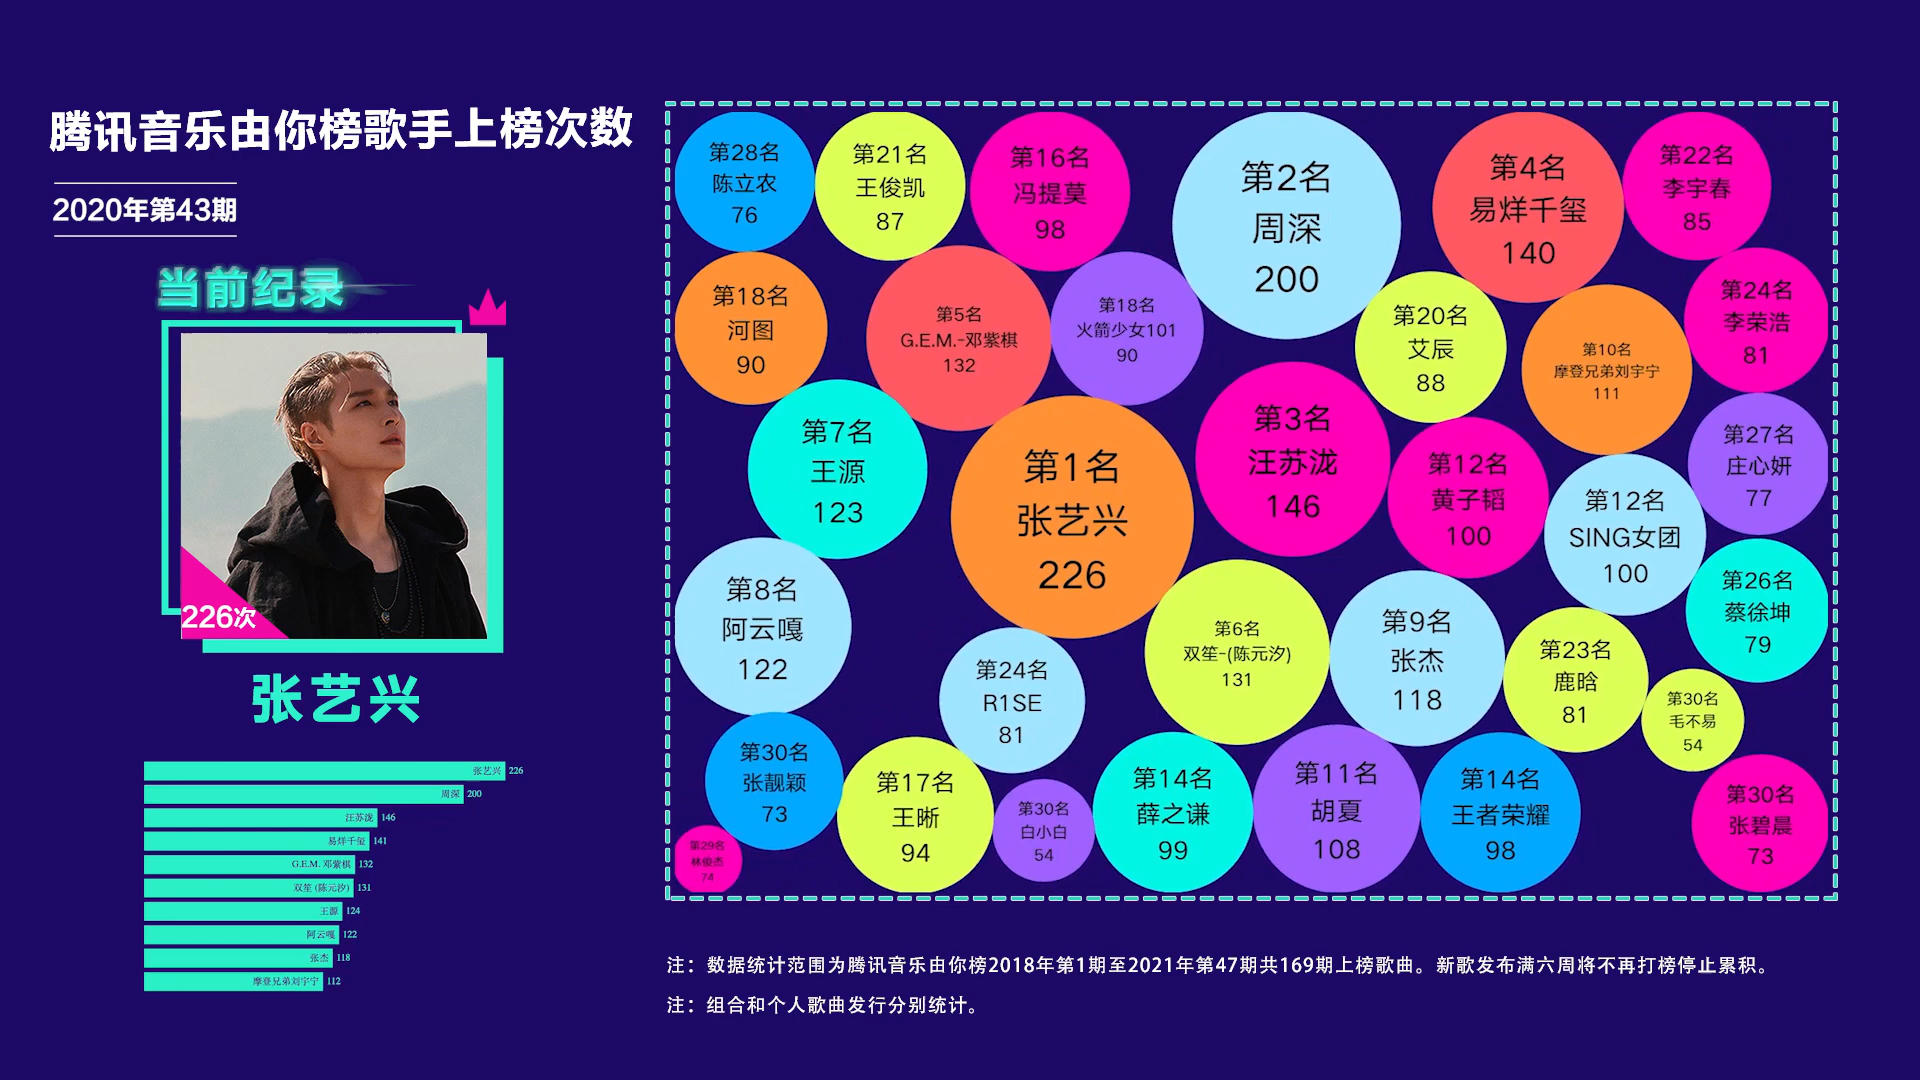 腾讯音乐由你榜歌手上榜次数
2020年第43期
当前纪录
226次
张艺兴
张艺兴 226
周深 200
汪苏泷 146
易烊千玺 141
G.E.M. 邓紫棋 132
双笙 (陈元汐) 131
王源 124
阿云嘎 122
张杰 118
摩登兄弟刘宇宁 112
第28名
陈立农
76
第21名
王俊凯
87
第16名
冯提莫
98
第2名
周深
200
第4名
易烊千玺
140
第22名
李宇春
85
第18名
河图
90
第5名
G.E.M.-邓紫棋
132
第18名
火箭少女101
90
第20名
艾辰
88
第10名
摩登兄弟刘宇宁
111
第24名
李荣浩
81
第7名
王源
123
第1名
张艺兴
226
第3名
汪苏泷
146
第12名
黄子韬
100
第12名
SING女团
100
第27名
庄心妍
77
第8名
阿云嘎
122
第24名
R1SE
81
第6名
双笙-(陈元汐)
131
第9名
张杰
118
第23名
鹿晗
81
第26名
蔡徐坤
79
第30名
毛不易
54
第30名
张靓颖
73
第17名
王晰
94
第30名
白小白
54
第14名
薛之谦
99
第11名
胡夏
108
第14名
王者荣耀
98
第30名
张碧晨
73
第29名
林俊杰
74
注：数据统计范围为腾讯音乐由你榜2018年第1期至2021年第47期共169期上榜歌曲。新歌发布满六周将不再打榜停止累积。
注：组合和个人歌曲发行分别统计。